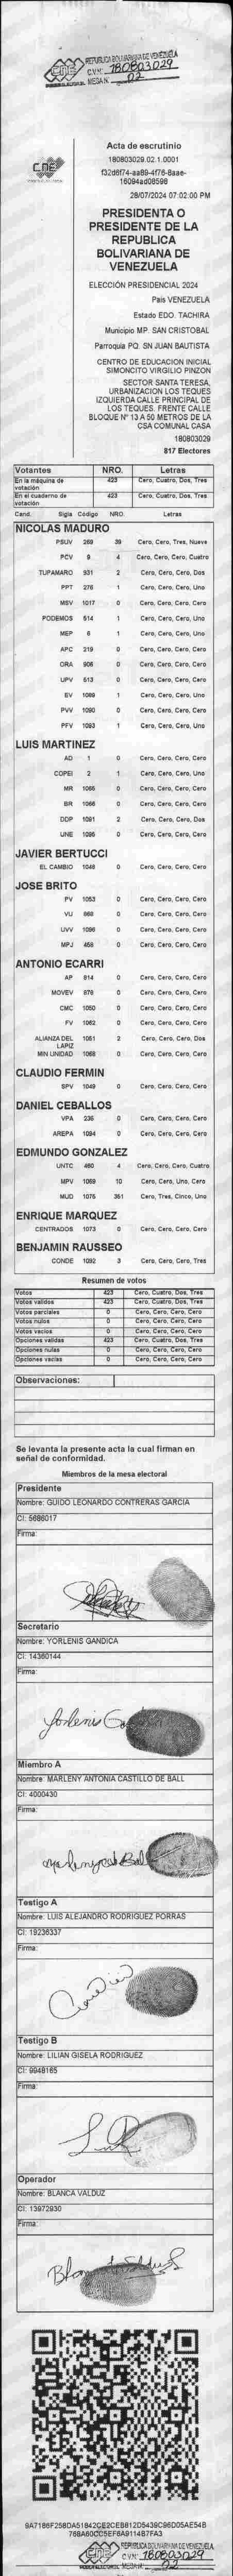 REPUBLICA BOLIVARIANA DE VENEZUELA
CNE
C.V.Nº: 180803029
MESA Nº: 02
Acta de escrutinio
180803029.02.1.0001
28/07/2024 07:02:00 PM
PRESIDENTA O
PRESIDENTE DE LA
REPUBLICA
BOLIVARIANA DE
VENEZUELA
ELECCIÓN PRESIDENCIAL 2024
País VENEZUELA
Estado EDO. TACHIRA
Municipio MP. SAN CRISTOBAL
Parroquia PQ. SN JUAN BAUTISTA
CENTRO DE EDUCACION INICIAL
SIMONCITO VIRGILIO PINZON
SECTOR SANTA TERESA,
URBANIZACION LOS TEQUES
IZQUIERDA CALLE PRINCIPAL DE
LOS TEQUES. FRENTE CALLE
BLOQUE Nº 13 A 50 METROS DE LA
CSA COMUNAL CASA
180803029
817 Electores
Votantes NRO. Letras
En la máquina de votación 423 Cero, Cuatro, Dos, Tres
En el cuaderno de votación 423 Cero, Cuatro, Dos, Tres
Cand. Sigla Código NRO. Letras
NICOLAS MADURO
PSUV 269 39 Cero, Cero, Tres, Nueve
PCV 9 4 Cero, Cero, Cero, Cuatro
TUPAMARO 931 2 Cero, Cero, Cero, Dos
PPT 276 1 Cero, Cero, Cero, Uno
MSV 1017 0 Cero, Cero, Cero, Cero
PODEMOS 514 1 Cero, Cero, Cero, Uno
MEP 6 1 Cero, Cero, Cero, Uno
APC 219 0 Cero, Cero, Cero, Cero
ORA 906 0 Cero, Cero, Cero, Cero
UPV 513 0 Cero, Cero, Cero, Cero
EV 1089 1 Cero, Cero, Cero, Uno
PVV 1090 0 Cero, Cero, Cero, Cero
PFV 1093 1 Cero, Cero, Cero, Uno
LUIS MARTINEZ
AD 1 0 Cero, Cero, Cero, Cero
COPEI 2 1 Cero, Cero, Cero, Uno
MR 1065 0 Cero, Cero, Cero, Cero
BR 1066 0 Cero, Cero, Cero, Cero
DDP 1091 2 Cero, Cero, Cero, Dos
UNE 1095 0 Cero, Cero, Cero, Cero
JAVIER BERTUCCI
EL CAMBIO 1046 0 Cero, Cero, Cero, Cero
JOSE BRITO
PV 1053 0 Cero, Cero, Cero, Cero
VU 868 0 Cero, Cero, Cero, Cero
UVV 1096 0 Cero, Cero, Cero, Cero
MPJ 458 0 Cero, Cero, Cero, Cero
ANTONIO ECARRI
AP 814 0 Cero, Cero, Cero, Cero
MOVEV 876 0 Cero, Cero, Cero, Cero
CMC 1050 0 Cero, Cero, Cero, Cero
FV 1062 0 Cero, Cero, Cero, Cero
ALIANZA DEL LAPIZ 1081 2 Cero, Cero, Cero, Dos
MIN UNIDAD 1088 0 Cero, Cero, Cero, Cero
CLAUDIO FERMIN
SPV 1049 0 Cero, Cero, Cero, Cero
DANIEL CEBALLOS
VPA 236 0 Cero, Cero, Cero, Cero
AREPA 1084 0 Cero, Cero, Cero, Cero
EDMUNDO GONZALEZ
UNTC 460 4 Cero, Cero, Cero, Cuatro
MPV 1069 10 Cero, Cero, Uno, Cero
MUD 1075 351 Cero, Tres, Cinco, Uno
ENRIQUE MARQUEZ
CENTRADOS 1073 0 Cero, Cero, Cero, Cero
BENJAMIN RAUSSEO
CONDE 1092 3 Cero, Cero, Cero, Tres
Resumen de votos
Votos 423 Cero, Cuatro, Dos, Tres
Votos validos 423 Cero, Cuatro, Dos, Tres
Votos parciales 0 Cero, Cero, Cero, Cero
Votos nulos 0 Cero, Cero, Cero, Cero
Votos vacios 0 Cero, Cero, Cero, Cero
Opciones validas 423 Cero, Cuatro, Dos, Tres
Opciones nulas 0 Cero, Cero, Cero, Cero
Opciones vacias 0 Cero, Cero, Cero, Cero
Observaciones:
Se levanta la presente acta la cual firman en
señal de conformidad.
Miembros de la mesa electoral
Presidente
Nombre: GUIDO LEONARDO CONTRERAS GARCIA
CI: 5686017
Firma:
Secretario
Nombre: YORLENIS GANDICA
CI: 14360144
Firma:
Miembro A
Nombre: MARLENY ANTONIA CASTILLO DE BALL
CI: 4000430
Firma:
Testigo A
Nombre: LUIS ALEJANDRO RODRIGUEZ PORRAS
CI: 19236337
Firma:
Testigo B
Nombre: LILIAN GISELA RODRIGUEZ
CI: 9948165
Firma:
Operador
Nombre: BLANCA VALDUZ
CI: 13972930
Firma:
REPUBLICA BOLIVARIANA DE VENEZUELA
CNE
C.V.Nº: 180803029
MESA Nº: 02